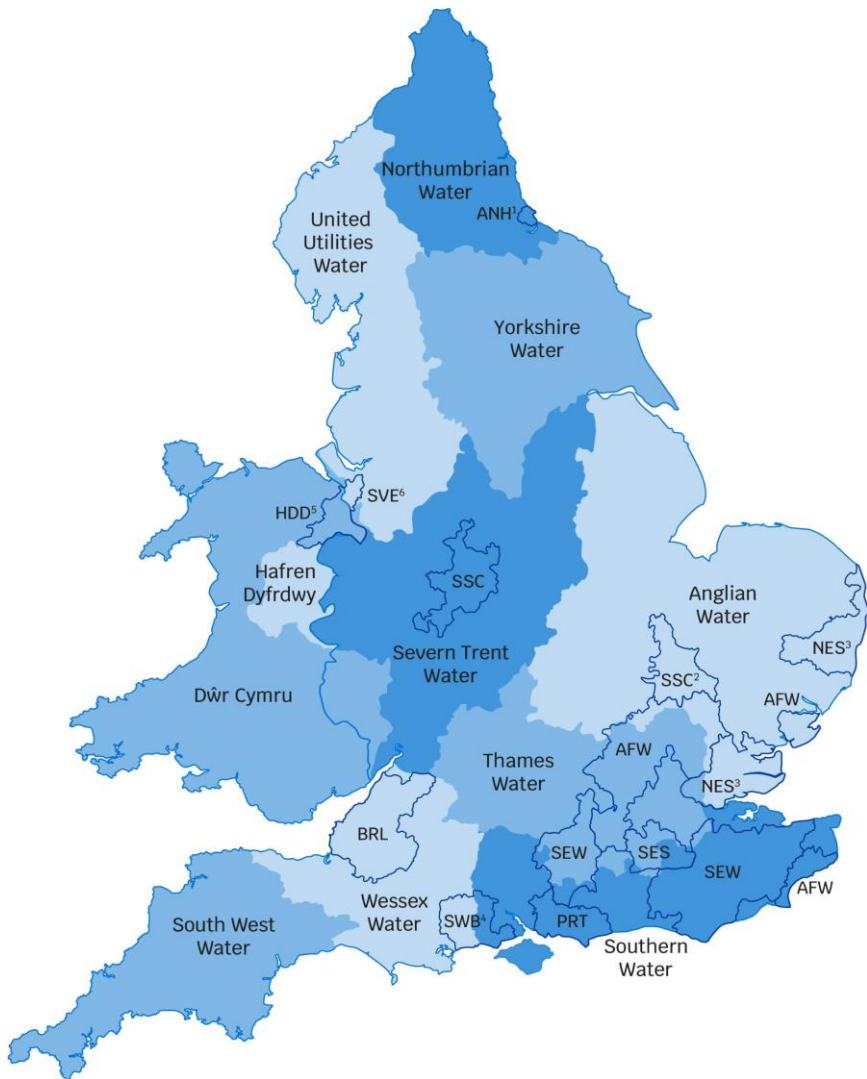 Northumbrian
Water
ANH¹
United
Utilities
Water
Yorkshire
Water
SVE⁶
HDD⁵
Hafren
Dyfrdwy
SSC
Anglian
Water
NES³
Severn Trent
Water
SSC²
Dŵr Cymru
AFW
AFW
Thames
Water
NES³
BRL
SEW
SES
SEW
AFW
Wessex
Water
South West
Water
SWB⁴
PRT
Southern
Water